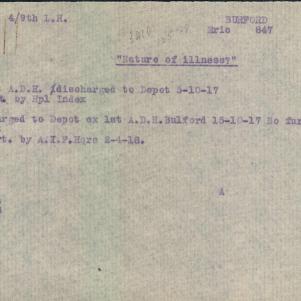 4/9th L.H. BURFORD
Eric 847
"Nature of illness?"
A.D.H. discharged to Depot 5-10-17
. by Hpl Index
rged to Depot ex 1st A.D.H.Bulford 15-10-17 No fur
rt. by A.I.F.Hqrs 2-4-18.
A